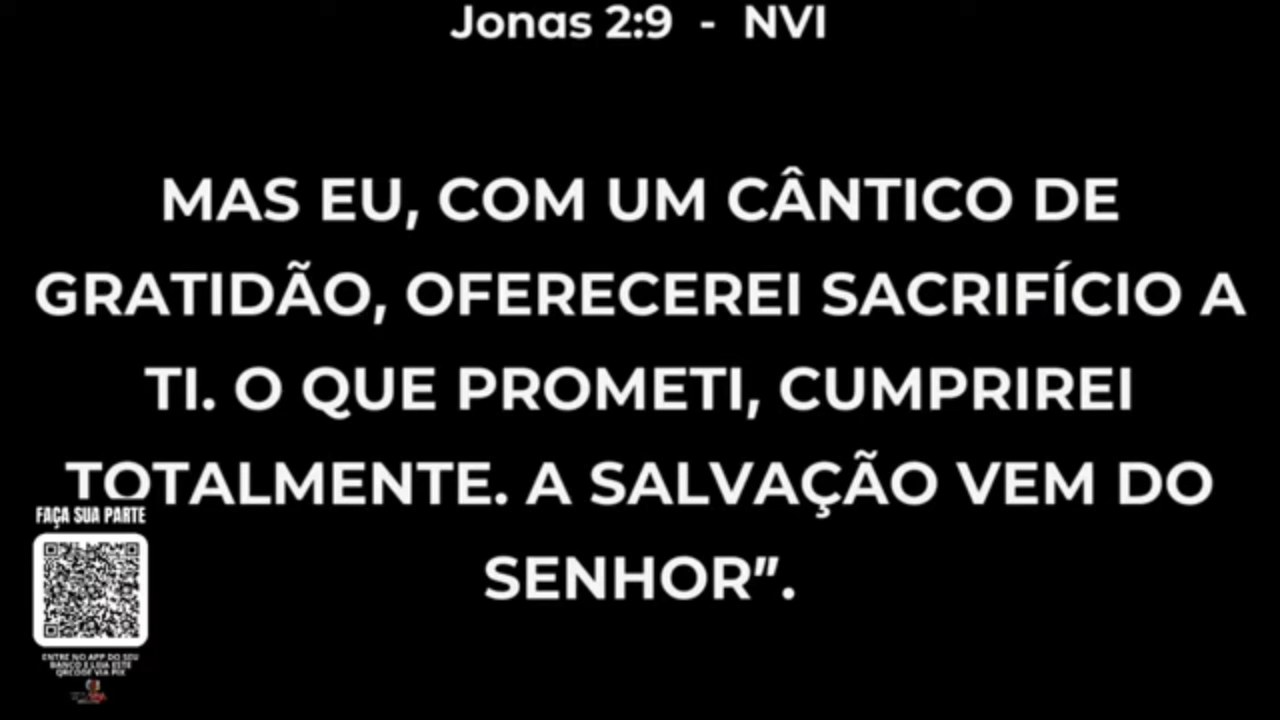 Jonas 2:9 - NVI
MAS EU, COM UM CÂNTICO DE
GRATIDÃO, OFERECEREI SACRIFÍCIO A
TI. O QUE PROMETI, CUMPRIREI
TOTALMENTE. A SALVAÇÃO VEM DO
SENHOR”.
FAÇA SUA PARTE
ENTRE NO APP DO SEU
BANCO E LEIA ESTE
QRCODE VIA PIX